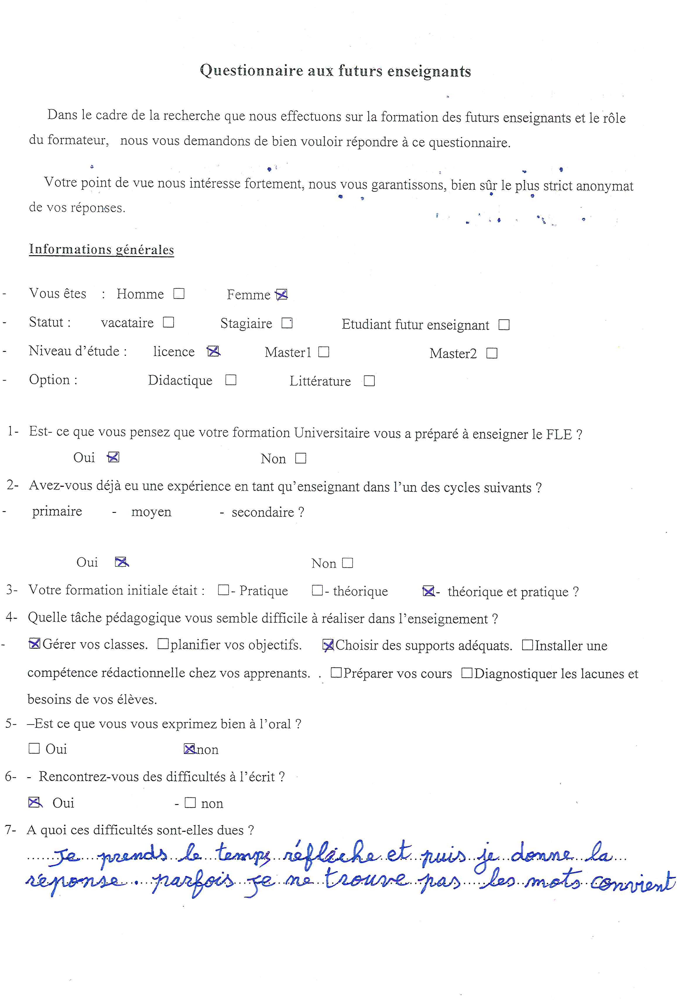 Questionnaire aux futurs enseignants
Dans le cadre de la recherche que nous effectuons sur la formation des futurs enseignants et le rôle
du formateur, nous vous demandons de bien vouloir répondre à ce questionnaire.
Votre point de vue nous intéresse fortement, nous vous garantissons, bien sûr le plus strict anonymat
de vos réponses.
Informations générales
- Vous êtes : Homme ☐ Femme ☒
- Statut : vacataire ☐ Stagiaire ☐ Etudiant futur enseignant ☐
- Niveau d'étude : licence ☒ Master1 ☐ Master2 ☐
- Option : Didactique ☐ Littérature ☐
1- Est- ce que vous pensez que votre formation Universitaire vous a préparé à enseigner le FLE ?
Oui ☒ Non ☐
2- Avez-vous déjà eu une expérience en tant qu'enseignant dans l'un des cycles suivants ?
- primaire - moyen - secondaire ?
Oui ☒ Non ☐
3- Votre formation initiale était : ☐- Pratique ☐- théorique ☒- théorique et pratique ?
4- Quelle tâche pédagogique vous semble difficile à réaliser dans l'enseignement ?
- ☒Gérer vos classes. ☐planifier vos objectifs. ☒Choisir des supports adéquats. ☐Installer une
compétence rédactionnelle chez vos apprenants. . ☐Préparer vos cours ☐Diagnostiquer les lacunes et
besoins de vos élèves.
5- –Est ce que vous vous exprimez bien à l'oral ?
☐ Oui ☒non
6- - Rencontrez-vous des difficultés à l'écrit ?
☒ Oui - ☐ non
7- A quoi ces difficultés sont-elles dues ?
Je prends le temps réflèche et puis je donne la
réponse. parfois je ne trouve pas les mots convient